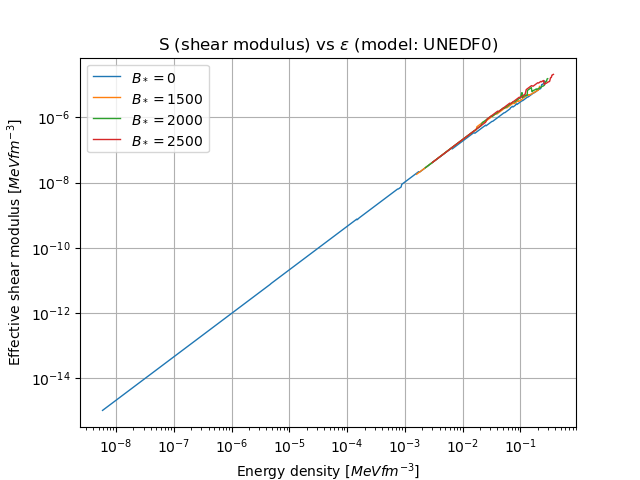 S (shear modulus) vs ε (model: UNEDF0)
B* = 0
B* = 1500
B* = 2000
B* = 2500
Effective shear modulus [MeVfm⁻³]
10⁻⁶
10⁻⁸
10⁻¹⁰
10⁻¹²
10⁻¹⁴
10⁻⁸ 10⁻⁷ 10⁻⁶ 10⁻⁵ 10⁻⁴ 10⁻³ 10⁻² 10⁻¹
Energy density [MeVfm⁻³]